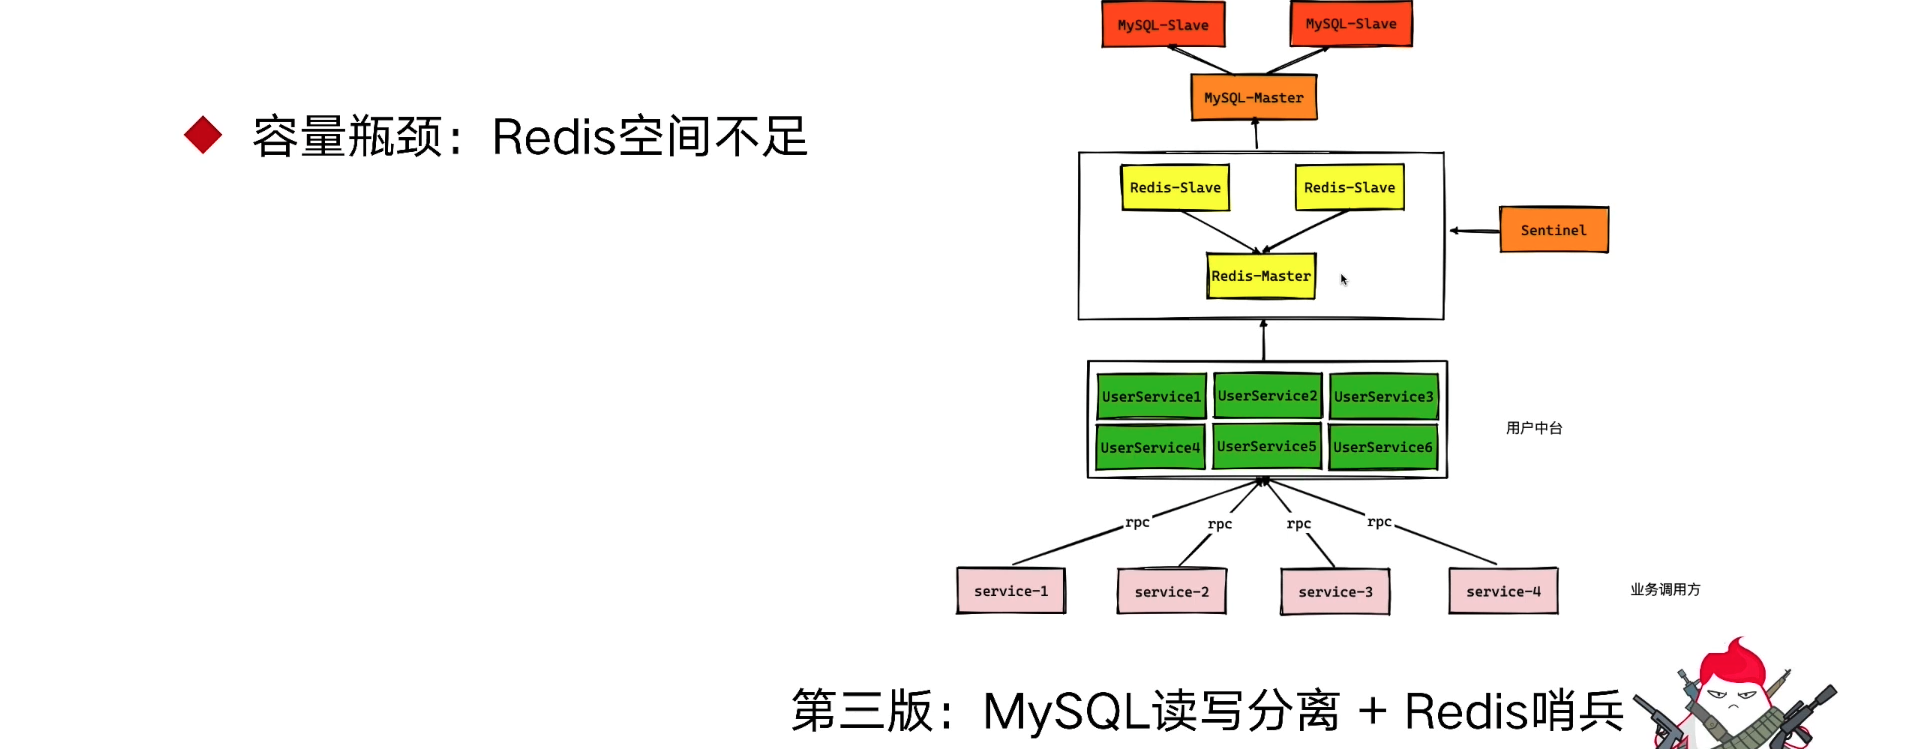 MySQL-Slave MySQL-Slave
MySQL-Master
容量瓶颈：Redis空间不足
Redis-Slave Redis-Slave
Sentinel
Redis-Master
UserService1 UserService2 UserService3
用户中台
UserService4 UserService5 UserService6
rpc rpc rpc rpc
service-1 service-2 service-3 service-4
业务调用方
第三版：MySQL读写分离 + Redis哨兵